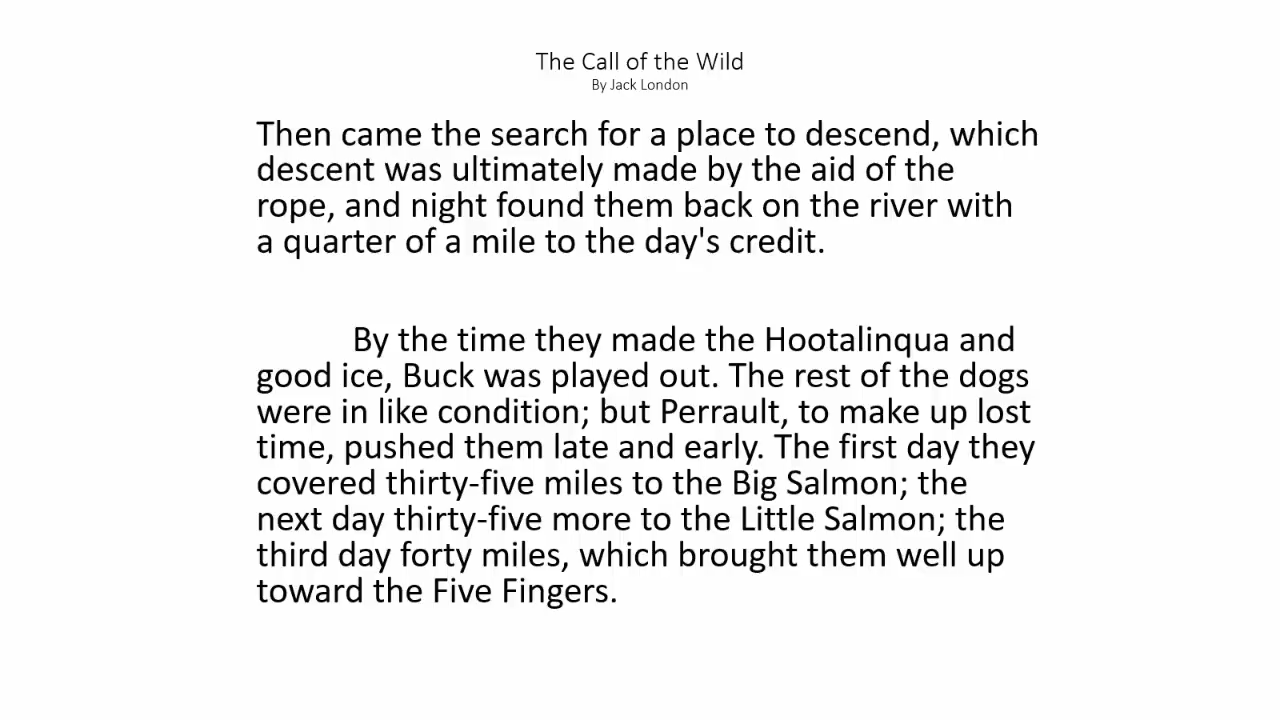 The Call of the Wild
By Jack London
Then came the search for a place to descend, which
descent was ultimately made by the aid of the
rope, and night found them back on the river with
a quarter of a mile to the day's credit.
By the time they made the Hootalinqua and
good ice, Buck was played out. The rest of the dogs
were in like condition; but Perrault, to make up lost
time, pushed them late and early. The first day they
covered thirty-five miles to the Big Salmon; the
next day thirty-five more to the Little Salmon; the
third day forty miles, which brought them well up
toward the Five Fingers.